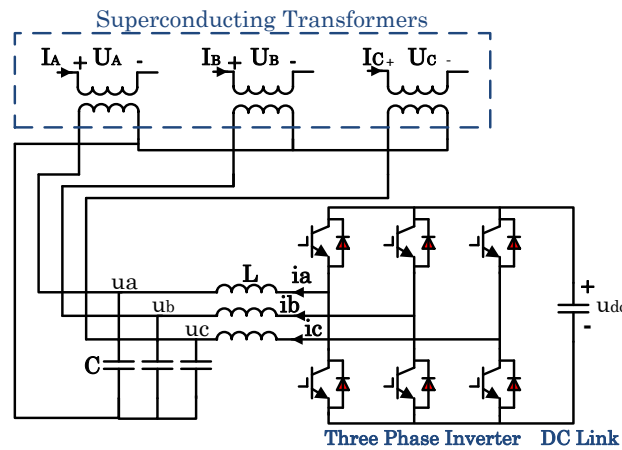 Superconducting Transformers
IA + UA - IB + UB - IC + UC -
L ia
ua
ib
ub
ic
uc
C
+
udc
-
Three Phase Inverter DC Link